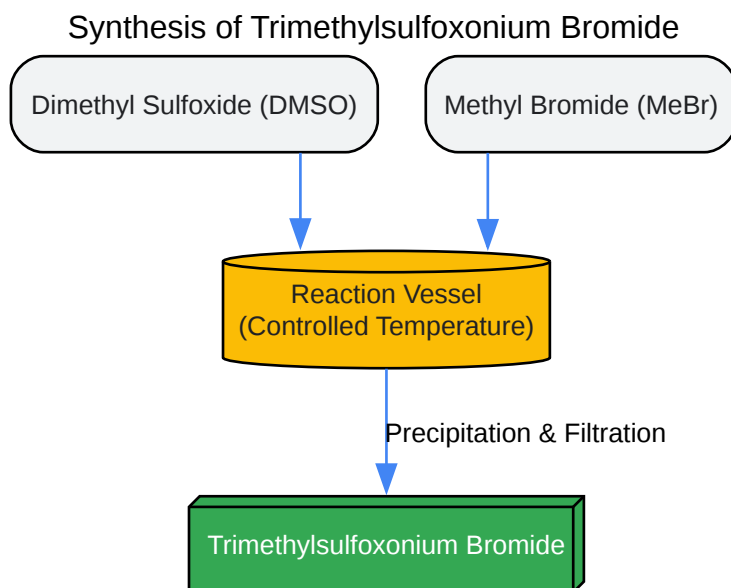 Synthesis of Trimethylsulfoxonium Bromide
Dimethyl Sulfoxide (DMSO)
Methyl Bromide (MeBr)
Reaction Vessel
(Controlled Temperature)
Precipitation & Filtration
Trimethylsulfoxonium Bromide